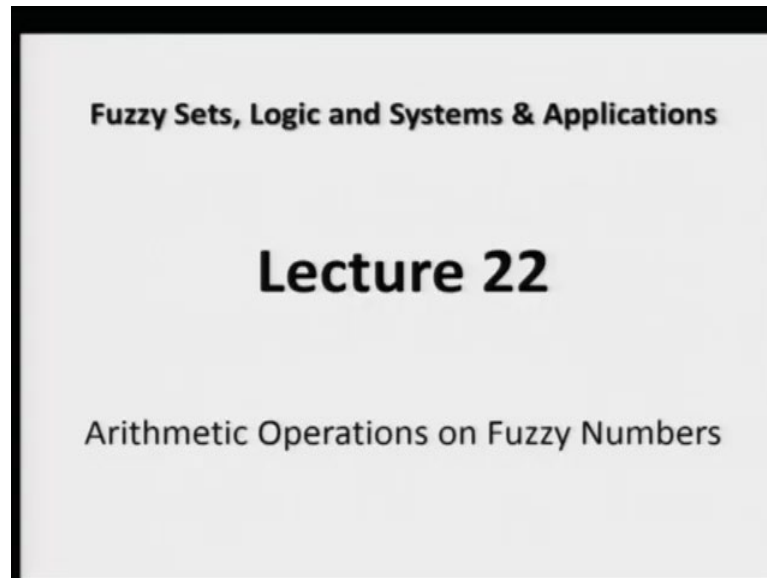 Fuzzy Sets, Logic and Systems & Applications
Lecture 22
Arithmetic Operations on Fuzzy Numbers